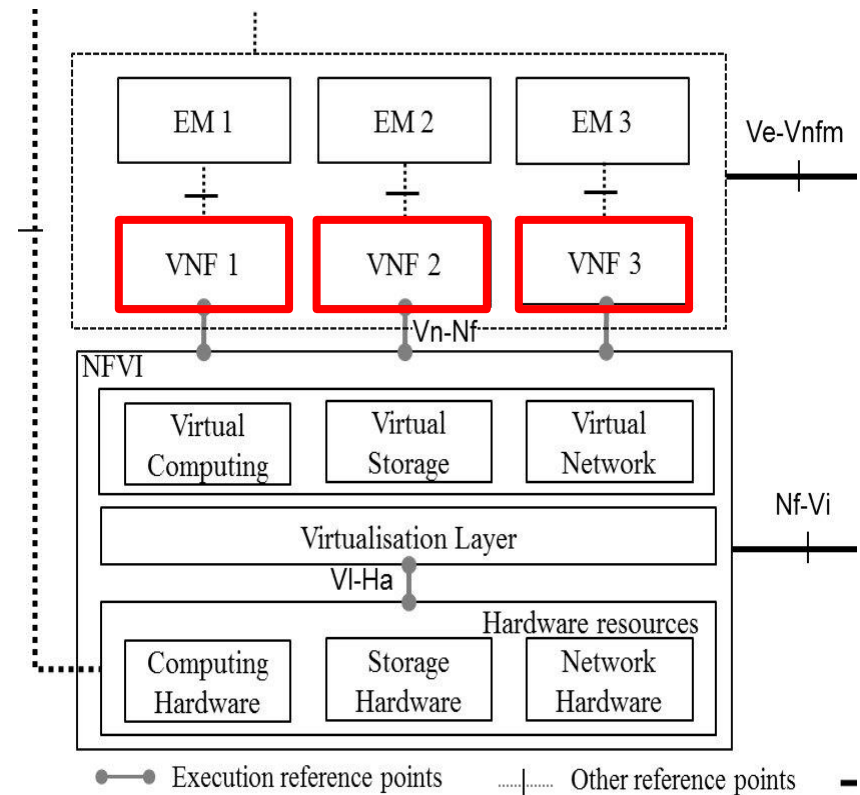 EM 1
EM 2
EM 3
Ve-Vnfm
VNF 1
VNF 2
VNF 3
Vn-Nf
NFVI
Virtual
Computing
Virtual
Storage
Virtual
Network
Nf-Vi
Virtualisation Layer
VI-Ha
Hardware resources
Computing
Hardware
Storage
Hardware
Network
Hardware
Execution reference points
Other reference points